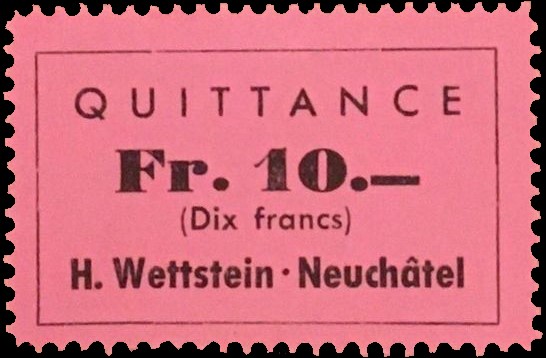 QUITTANCE
Fr. 10.—
(Dix francs)
H. Wettstein · Neuchâtel